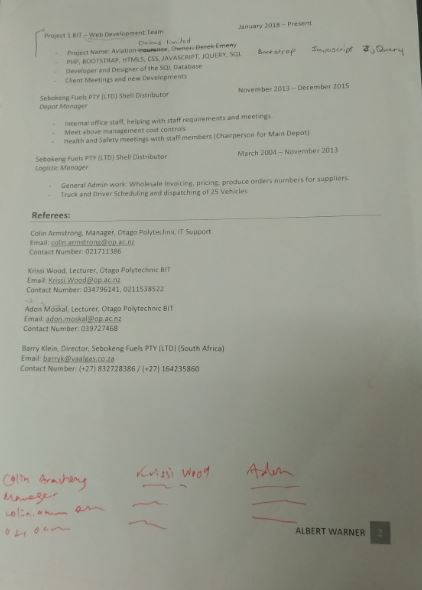 Project 1 BIT – Web Development Team January 2018 – Present
Online Limited
Project Name: Aviation Insurance, Owner: Derek Emeny
PHP, BOOTSTRAP, HTML5, CSS, JAVASCRIPT, JQUERY, SQL Bootstrap Javascript JQuery
Developer and Designer of the SQL Database
Client Meetings and new Developments
Sebokeng Fuels PTY (LTD) Shell Distributor November 2013 – December 2015
Depot Manager
Internal office staff, helping with staff requirements and meetings
Meet above management cost controls
Health and Safety meetings with staff members (Chairperson for Main Depot)
Sebokeng Fuels PTY (LTD) Shell Distributor March 2004 – November 2013
Logistic Manager
General Admin work: Wholesale Invoicing, pricing, produce orders numbers for suppliers.
Truck and Driver Scheduling and dispatching of 25 Vehicles
Referees:
Colin Armstrong, Manager, Otago Polytechnic, IT Support
Email: colin.armstrong@op.ac.nz
Contact Number: 021711386
Krissi Wood, Lecturer, Otago Polytechnic BIT
Email: Krissi.Wood@op.ac.nz
Contact Number: 034796141, 0211538522
Adon Moskal, Lecturer, Otago Polytechnic BIT
Email: adon.moskal@op.ac.nz
Contact Number: 039727468
Barry Klein, Director, Sebokeng Fuels PTY (LTD) (South Africa)
Email: barryk@vaalgas.co.za
Contact Number: (+27) 832728386 / (+27) 164235860
Colin Krissi Wood Adon
Manager
ALBERT WARNER 2